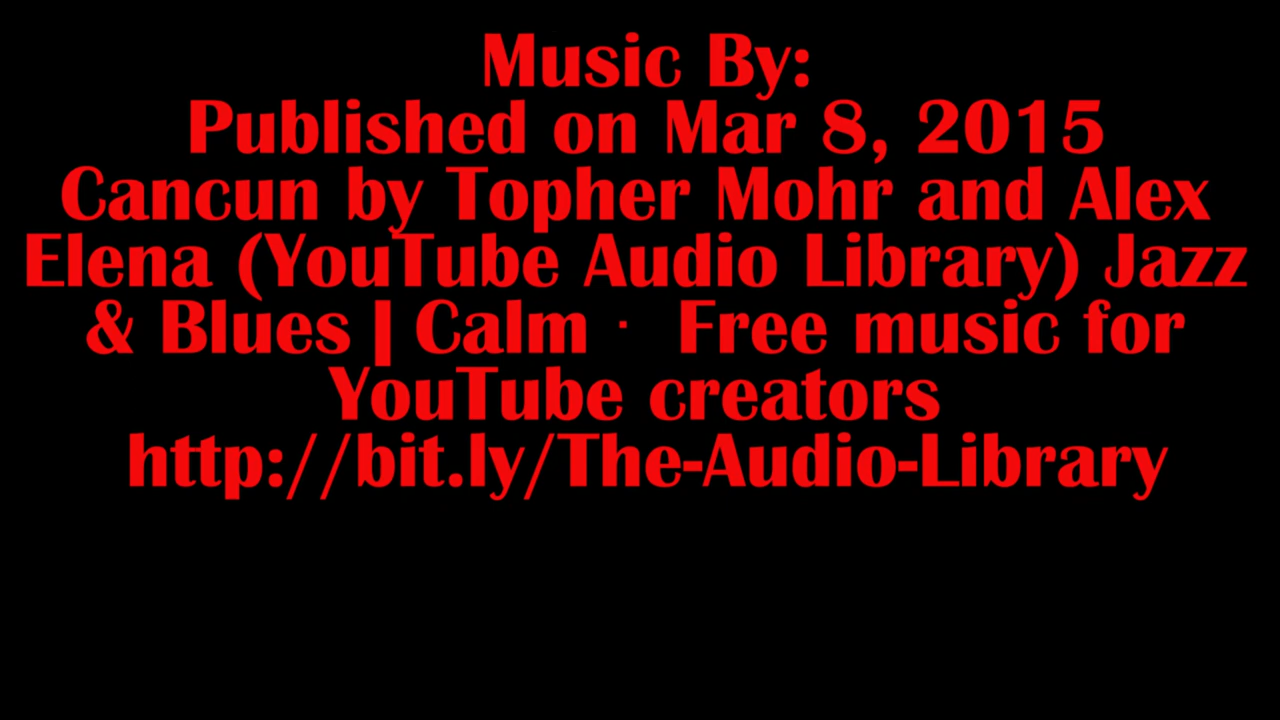 Music By:
Published on Mar 8, 2015
Cancun by Topher Mohr and Alex
Elena (YouTube Audio Library) Jazz
& Blues | Calm · Free music for
YouTube creators
http://bit.ly/The-Audio-Library